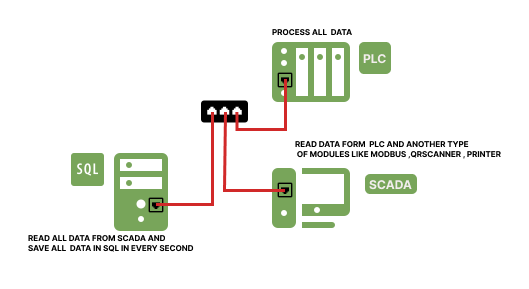 PROCESS ALL DATA
PLC
READ DATA FORM PLC AND ANOTHER TYPE
OF MODULES LIKE MODBUS ,QRSCANNER , PRINTER
SQL
SCADA
READ ALL DATA FROM SCADA AND
SAVE ALL DATA IN SQL IN EVERY SECOND